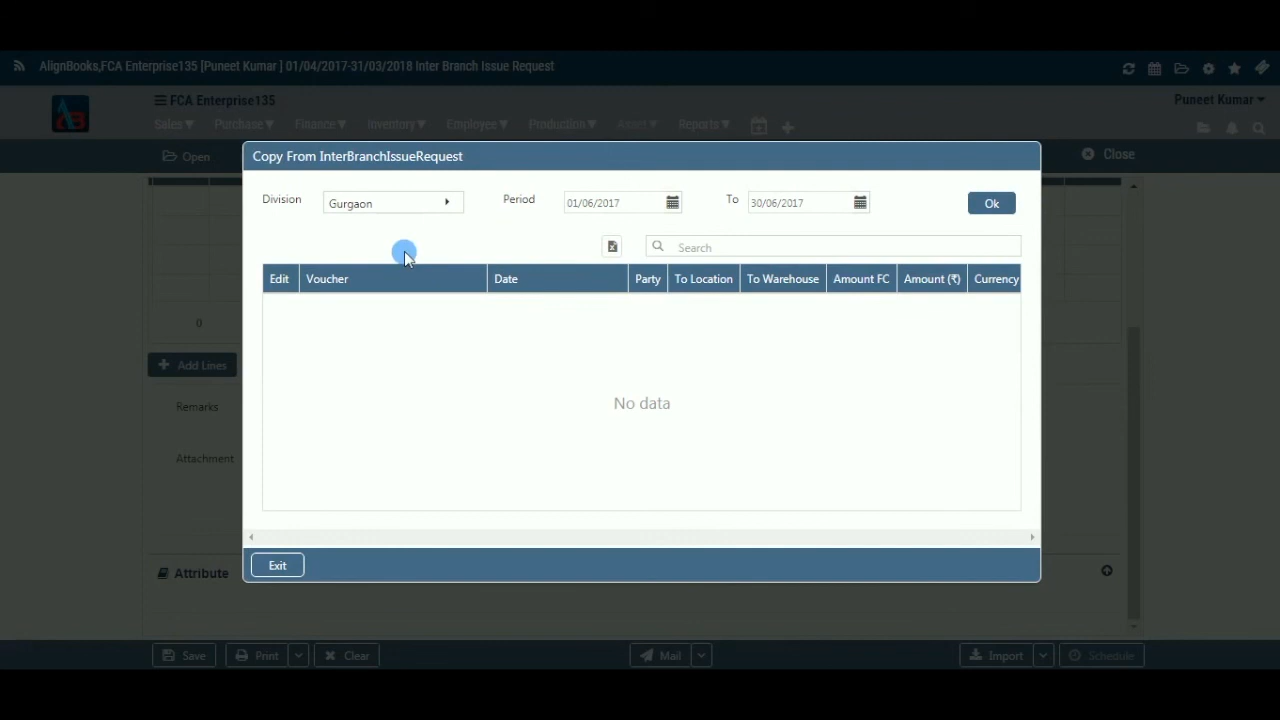 AlignBooks,FCA Enterprise135 [Puneet Kumar ] 01/04/2017-31/03/2018 Inter Branch Issue Request
FCA Enterprise135
Puneet Kumar
Sales Purchase Finance Inventory Employee Production Asset Reports
Open
Close
Copy From InterBranchIssueRequest
Division Gurgaon Period 01/06/2017 To 30/06/2017 Ok
Search
Edit Voucher Date Party To Location To Warehouse Amount FC Amount (₹) Currency
No data
0
Add Lines
Remarks
Attachment
Exit
Attribute
Save Print Clear Mail Import Schedule